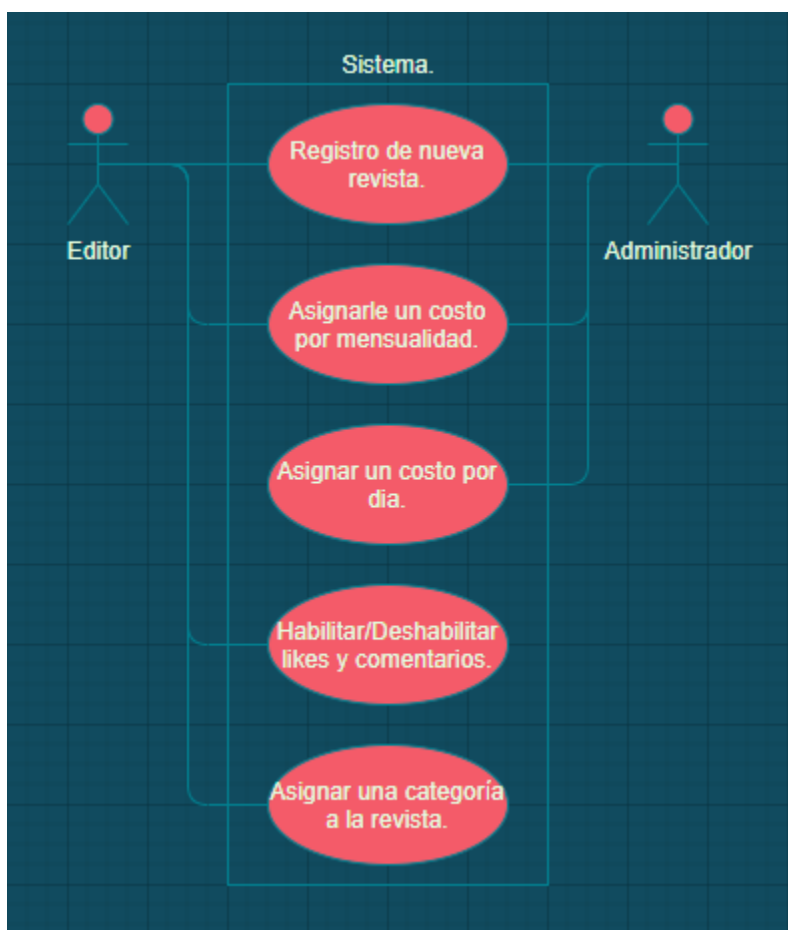 Sistema.
Registro de nueva
revista.
Editor
Administrador
Asignarle un costo
por mensualidad.
Asignar un costo por
dia.
Habilitar/Deshabilitar
likes y comentarios.
Asignar una categoría
a la revista.